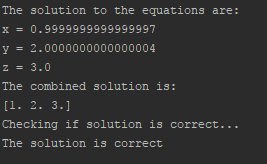 The solution to the equations are:
x = 0.9999999999999997
y = 2.0000000000000004
z = 3.0
The combined solution is:
[1. 2. 3.]
Checking if solution is correct...
The solution is correct